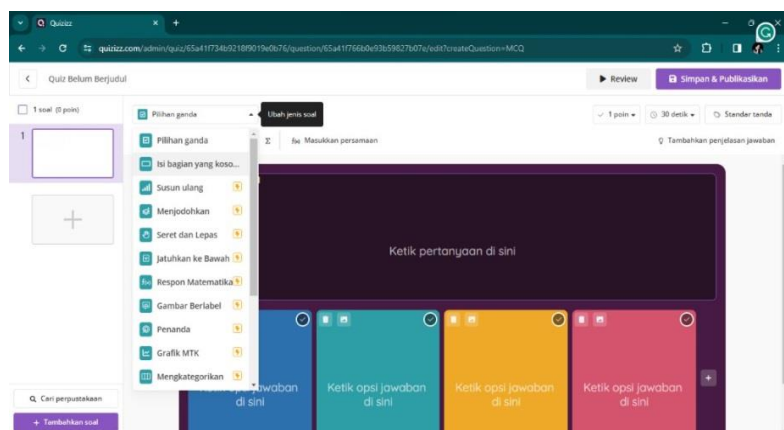 Quizizz
quizizz.com/admin/quiz/65a41f734b9218f9019e0b76/question/65a41f766b0e93b59827b07e/edit?createQuestion=MCQ
Quiz Belum Berjudul
Review
Simpan & Publikasikan
1 soal (5 poin)
Pilihan ganda
Ubah jenis soal
1 poin
30 detik
Standar tanda
1
Pilihan ganda
Σ
f(x) Masukkan persamaan
Tambahkan penjelasan jawaban
Isi bagian yang koso...
Susun ulang
Menjodohkan
Seret dan Lepas
Jatuhkan ke Bawah
Respon Matematika
Gambar Berlabel
Penanda
Grafik MTK
Mengkategorikan
Ketik pertanyaan di sini
jawaban
di sini
Ketik opsi jawaban
di sini
Ketik opsi jawaban
di sini
Ketik opsi jawaban
di sini
Cari perpustakaan
+ Tambahkan soal